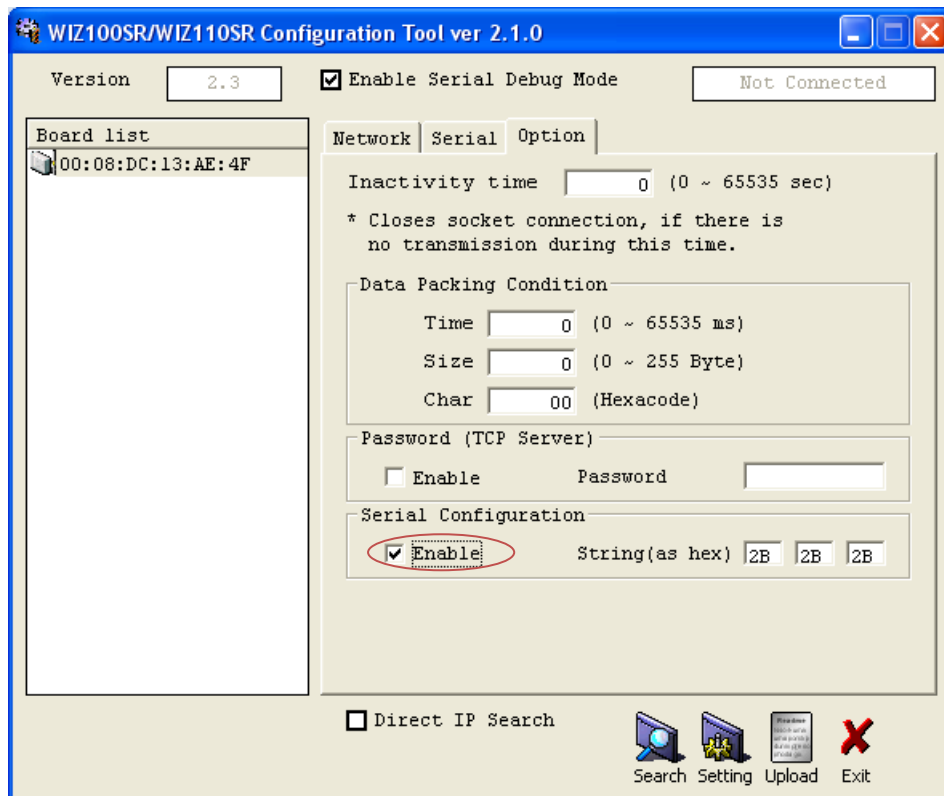 WIZ100SR/WIZ110SR Configuration Tool ver 2.1.0
Version 2.3 Enable Serial Debug Mode Not Connected
Board list
00:08:DC:13:AE:4F
Network Serial Option
Inactivity time 0 (0 ~ 65535 sec)
* Closes socket connection, if there is
no transmission during this time.
Data Packing Condition
Time 0 (0 ~ 65535 ms)
Size 0 (0 ~ 255 Byte)
Char 00 (Hexacode)
Password (TCP Server)
Enable Password
Serial Configuration
Enable String(as hex) 2B 2B 2B
Direct IP Search
Readme
Search Setting Upload Exit